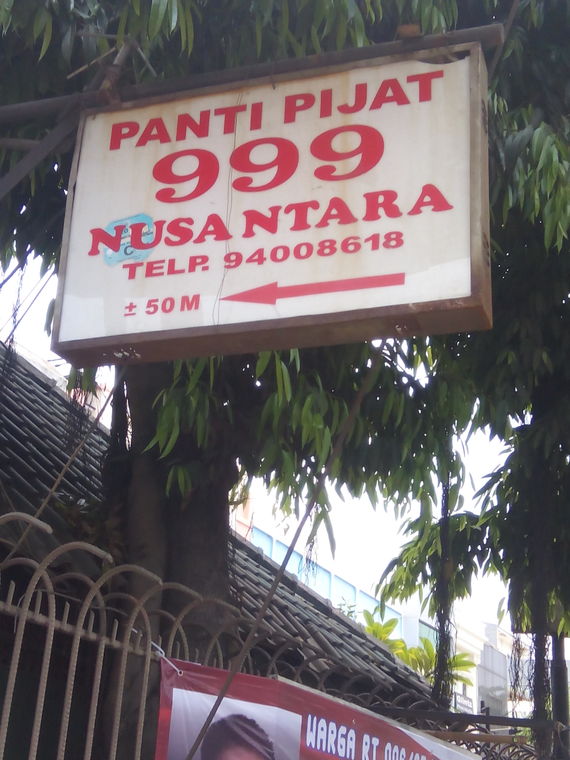 PANTI PIJAT
999
NUSANTARA
TELP. 94008618
± 50 M
WARGA RT